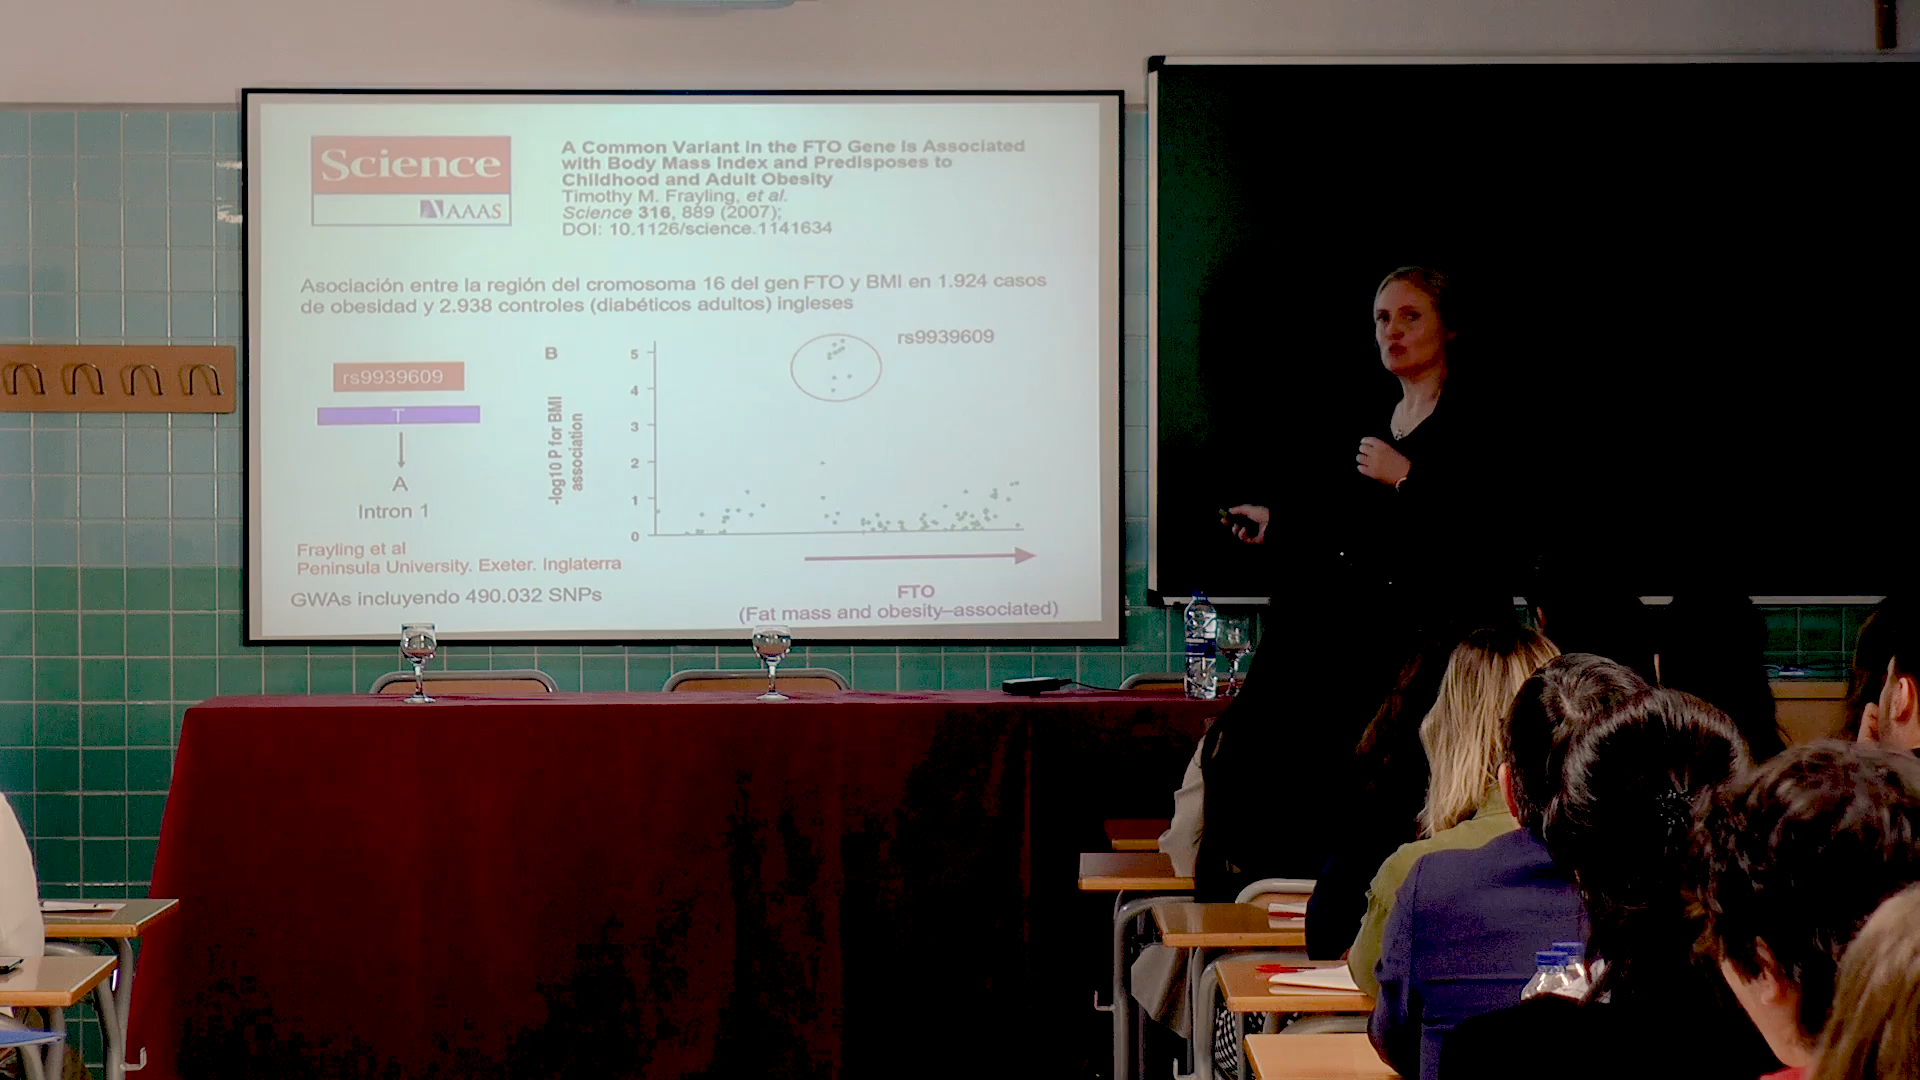 Science
AAAS
A Common Variant in the FTO Gene Is Associated
with Body Mass Index and Predisposes to
Childhood and Adult Obesity
Timothy M. Frayling, et al.
Science 316, 889 (2007);
DOI: 10.1126/science.1141634
Asociación entre la región del cromosoma 16 del gen FTO y BMI en 1.924 casos
de obesidad y 2.938 controles (diabéticos adultos) ingleses
rs9939609
T
A
Intron 1
B
-log10 P for BMI
association
5
4
3
2
1
0
rs9939609
Frayling et al
Peninsula University. Exeter. Inglaterra
GWAs incluyendo 490.032 SNPs
FTO
(Fat mass and obesity–associated)